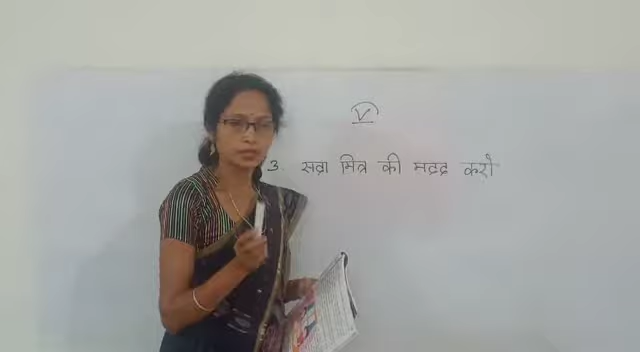 V
3. सच्चा मित्र की मदद करो